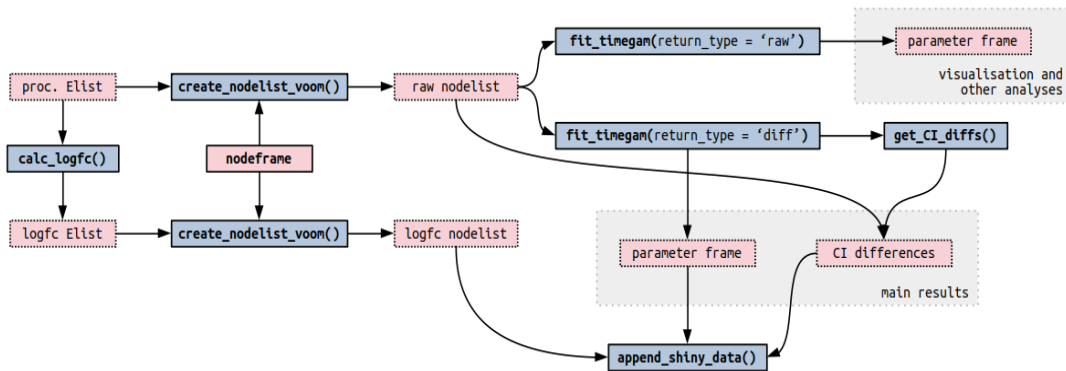 fit_timegam(return_type = ‘raw’)
parameter frame
visualisation and
other analyses
proc. Elist
create_nodelist_voom()
raw nodelist
fit_timegam(return_type = ‘diff’)
get_CI_diffs()
calc_logfc()
nodeframe
logfc Elist
create_nodelist_voom()
logfc nodelist
parameter frame
CI differences
main results
append_shiny_data()